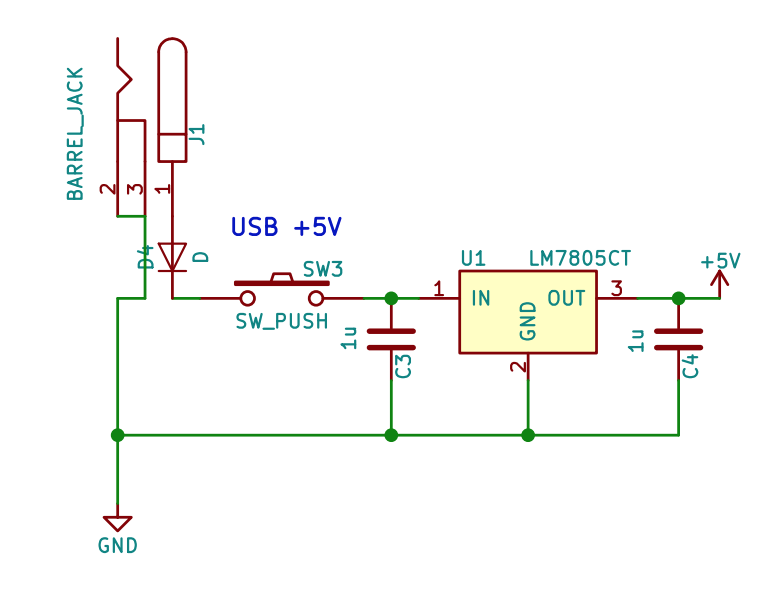 BARREL_JACK
J1
2
3
1
D4
D
USB +5V
SW3
SW_PUSH
1u
C3
U1
LM7805CT
1
IN
OUT
3
GND
2
+5V
1u
C4
GND